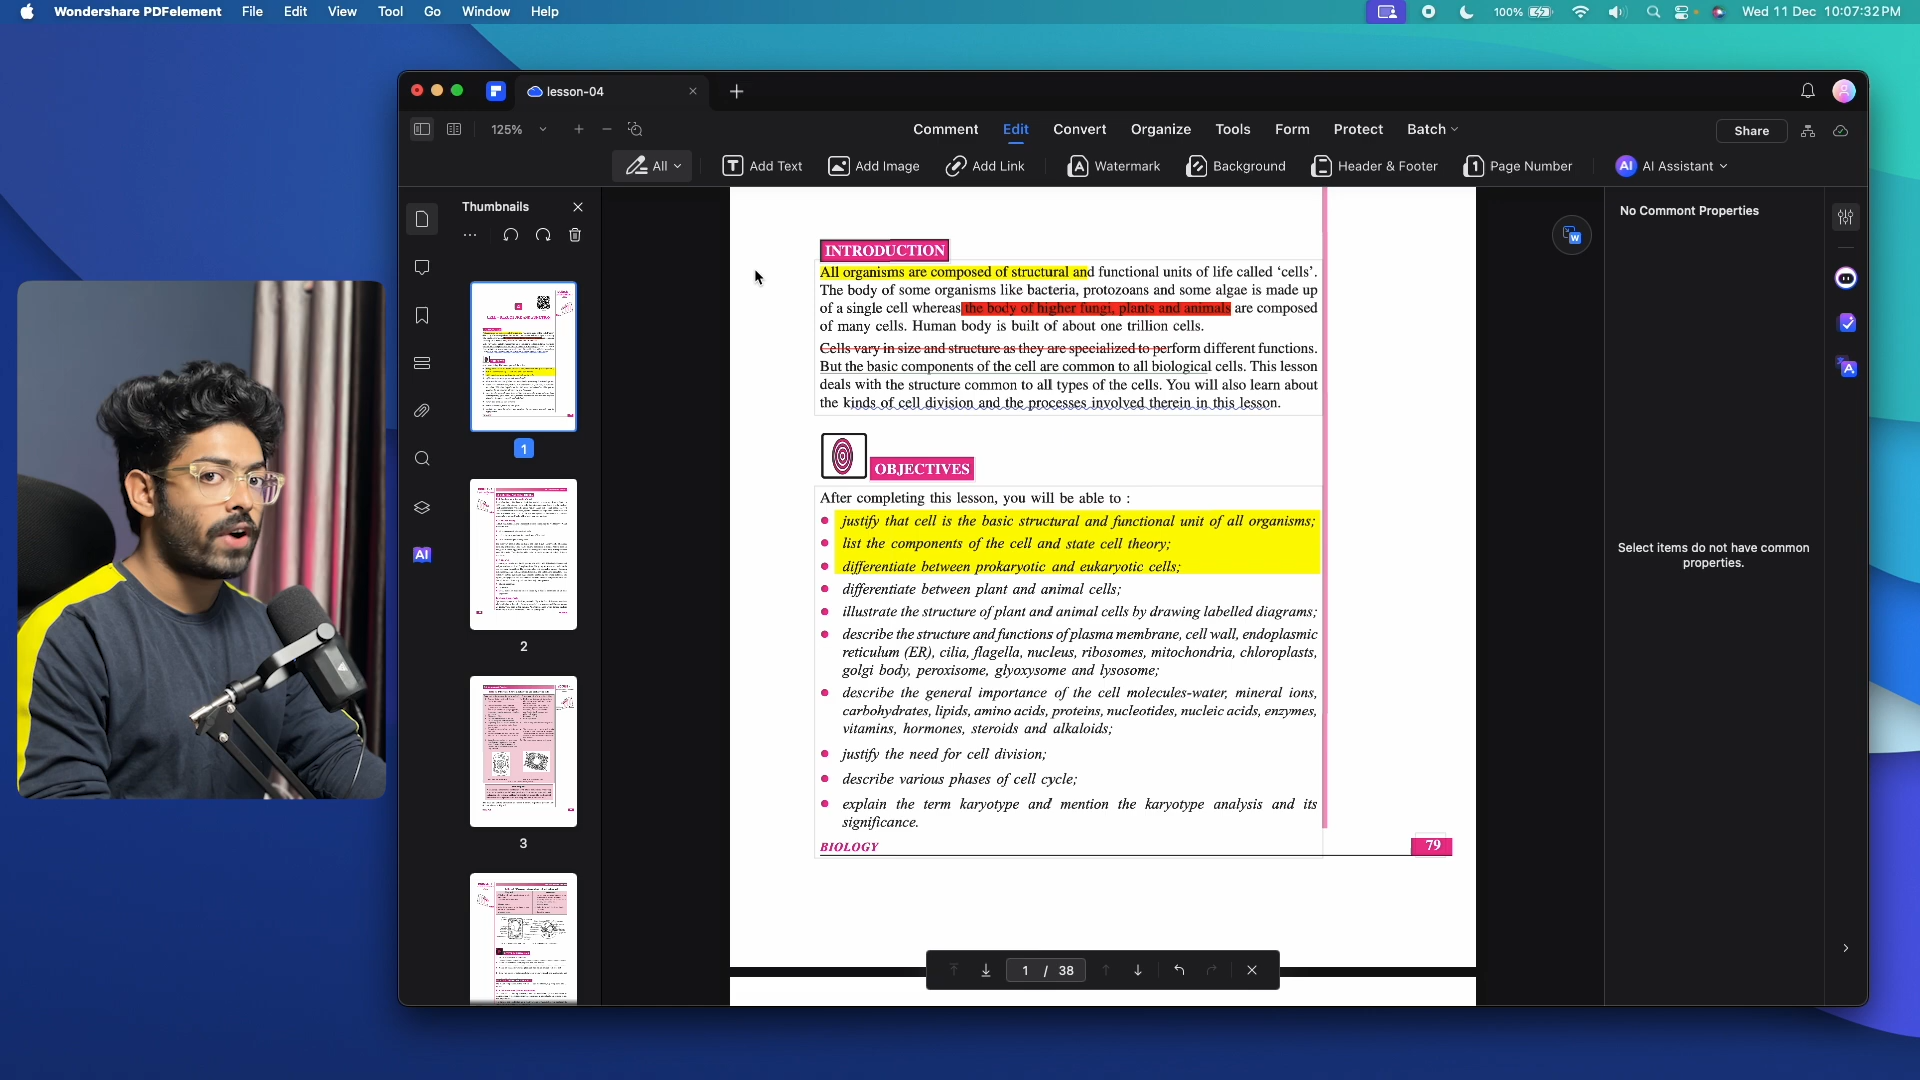 Wondershare PDFelement File Edit View Tool Go Window Help
100% Wed 11 Dec 10:07:32 PM
lesson-04
125%
Comment Edit Convert Organize Tools Form Protect Batch
Share
All Add Text Add Image Add Link Watermark Background Header & Footer Page Number AI AI Assistant
Thumbnails
1
2
3
AI
INTRODUCTION
All organisms are composed of structural and functional units of life called ‘cells’.
The body of some organisms like bacteria, protozoans and some algae is made up
of a single cell whereas the body of higher fungi, plants and animals are composed
of many cells. Human body is built of about one trillion cells.
Cells vary in size and structure as they are specialized to perform different functions.
But the basic components of the cell are common to all biological cells. This lesson
deals with the structure common to all types of the cells. You will also learn about
the kinds of cell division and the processes involved therein in this lesson.
OBJECTIVES
After completing this lesson, you will be able to :
justify that cell is the basic structural and functional unit of all organisms;
list the components of the cell and state cell theory;
differentiate between prokaryotic and eukaryotic cells;
differentiate between plant and animal cells;
illustrate the structure of plant and animal cells by drawing labelled diagrams;
describe the structure and functions of plasma membrane, cell wall, endoplasmic
reticulum (ER), cilia, flagella, nucleus, ribosomes, mitochondria, chloroplasts,
golgi body, peroxisome, glyoxysome and lysosome;
describe the general importance of the cell molecules-water, mineral ions,
carbohydrates, lipids, amino acids, proteins, nucleotides, nucleic acids, enzymes,
vitamins, hormones, steroids and alkaloids;
justify the need for cell division;
describe various phases of cell cycle;
explain the term karyotype and mention the karyotype analysis and its
significance.
BIOLOGY 79
1 / 38
No Commont Properties
Select items do not have common
properties.